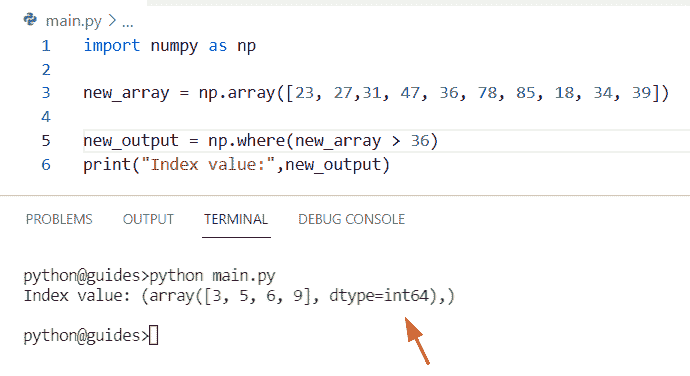 main.py > ...
1 import numpy as np
2
3 new_array = np.array([23, 27,31, 47, 36, 78, 85, 18, 34, 39])
4
5 new_output = np.where(new_array > 36)
6 print("Index value:",new_output)
PROBLEMS OUTPUT TERMINAL DEBUG CONSOLE
python@guides>python main.py
Index value: (array([3, 5, 6, 9], dtype=int64),)
python@guides>